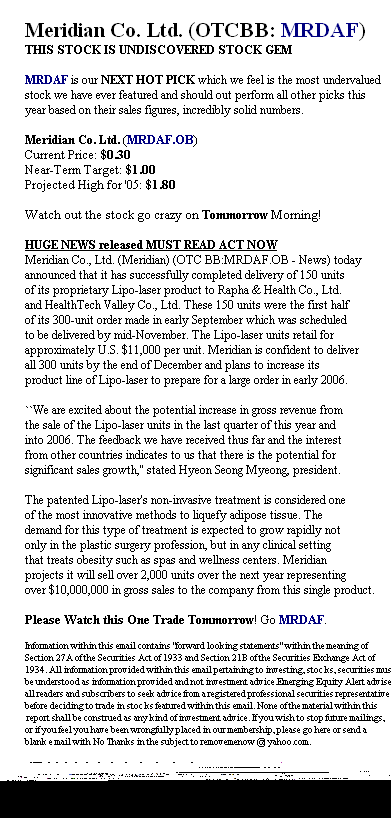 Meridian Co. Ltd. (OTCBB: MRDAF)
THIS STOCK IS UNDISCOVERED STOCK GEM
MRDAF is our NEXT HOT PICK which we feel is the most undervalued
stock we have ever featured and should out perform all other picks this
year based on their sales figures, incredibly solid numbers.
Meridian Co. Ltd. (MRDAF.OB)
Current Price: $0.30
Near-Term Target: $1.00
Projected High for '05: $1.80
Watch out the stock go crazy on Tommorrow Morning!
HUGE NEWS released MUST READ ACT NOW
Meridian Co., Ltd. (Meridian) (OTC BB:MRDAF.OB - News) today
announced that it has successfully completed delivery of 150 units
of its proprietary Lipo-laser product to Rapha & Health Co., Ltd.
and HealthTech Valley Co., Ltd. These 150 units were the first half
of its 300-unit order made in early September which was scheduled
to be delivered by mid-November. The Lipo-laser units retail for
approximately U.S. $11,000 per unit. Meridian is confident to deliver
all 300 units by the end of December and plans to increase its
product line of Lipo-laser to prepare for a large order in early 2006.
``We are excited about the potential increase in gross revenue from
the sale of the Lipo-laser units in the last quarter of this year and
into 2006. The feedback we have received thus far and the interest
from other countries indicates to us that there is the potential for
significant sales growth,'' stated Hyeon Seong Myeong, president.
The patented Lipo-laser's non-invasive treatment is considered one
of the most innovative methods to liquefy adipose tissue. The
demand for this type of treatment is expected to grow rapidly not
only in the plastic surgery profession, but in any clinical setting
that treats obesity such as spas and wellness centers. Meridian
projects it will sell over 2,000 units over the next year representing
over $10,000,000 in gross sales to the company from this single product.
Please Watch this One Trade Tommorrow! Go MRDAF.
Information within this email contains "forward looking statements" within the meaning of
Section 27A of the Securities Act of 1933 and Section 21B of the Securities Exchange Act of
1934. All information provided within this email pertaining to investing, stocks, securities mus
be understood as information provided and not investment advice. Emerging Equity Alert advise
all readers and subscribers to seek advice from a registered professional securities representative
before deciding to trade in stocks featured within this email. None of the material within this
report shall be construed as any kind of investment advice. If you wish to stop future mailings,
or if you feel you have been wrongfully placed in our membership, please go here or send a
blank e mail with No Thanks in the subject to removemenow @ yahoo.com.